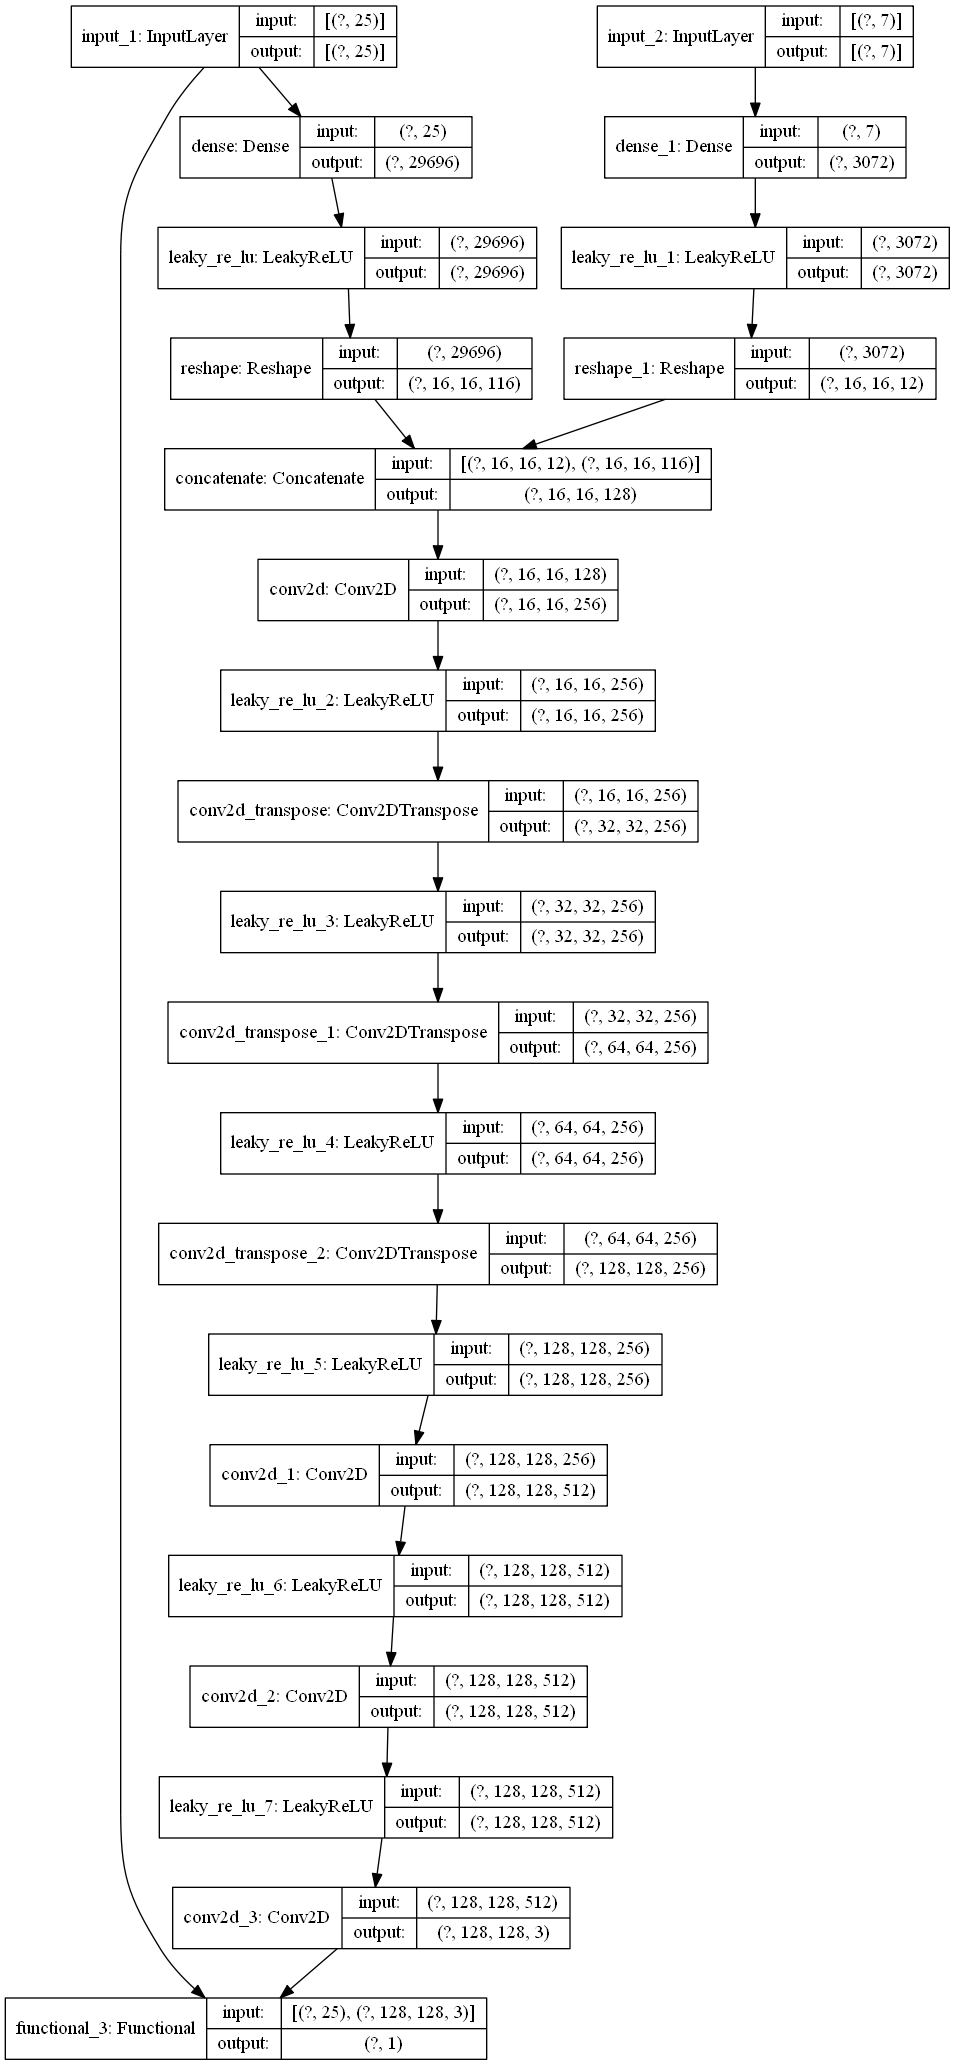 input_1: InputLayer
input: [(?, 25)]
output: [(?, 25)]
input_2: InputLayer
input: [(?, 7)]
output: [(?, 7)]
dense: Dense
input: (?, 25)
output: (?, 29696)
dense_1: Dense
input: (?, 7)
output: (?, 3072)
leaky_re_lu: LeakyReLU
input: (?, 29696)
output: (?, 29696)
leaky_re_lu_1: LeakyReLU
input: (?, 3072)
output: (?, 3072)
reshape: Reshape
input: (?, 29696)
output: (?, 16, 16, 116)
reshape_1: Reshape
input: (?, 3072)
output: (?, 16, 16, 12)
concatenate: Concatenate
input: [(?, 16, 16, 12), (?, 16, 16, 116)]
output: (?, 16, 16, 128)
conv2d: Conv2D
input: (?, 16, 16, 128)
output: (?, 16, 16, 256)
leaky_re_lu_2: LeakyReLU
input: (?, 16, 16, 256)
output: (?, 16, 16, 256)
conv2d_transpose: Conv2DTranspose
input: (?, 16, 16, 256)
output: (?, 32, 32, 256)
leaky_re_lu_3: LeakyReLU
input: (?, 32, 32, 256)
output: (?, 32, 32, 256)
conv2d_transpose_1: Conv2DTranspose
input: (?, 32, 32, 256)
output: (?, 64, 64, 256)
leaky_re_lu_4: LeakyReLU
input: (?, 64, 64, 256)
output: (?, 64, 64, 256)
conv2d_transpose_2: Conv2DTranspose
input: (?, 64, 64, 256)
output: (?, 128, 128, 256)
leaky_re_lu_5: LeakyReLU
input: (?, 128, 128, 256)
output: (?, 128, 128, 256)
conv2d_1: Conv2D
input: (?, 128, 128, 256)
output: (?, 128, 128, 512)
leaky_re_lu_6: LeakyReLU
input: (?, 128, 128, 512)
output: (?, 128, 128, 512)
conv2d_2: Conv2D
input: (?, 128, 128, 512)
output: (?, 128, 128, 512)
leaky_re_lu_7: LeakyReLU
input: (?, 128, 128, 512)
output: (?, 128, 128, 512)
conv2d_3: Conv2D
input: (?, 128, 128, 512)
output: (?, 128, 128, 3)
functional_3: Functional
input: [(?, 25), (?, 128, 128, 3)]
output: (?, 1)